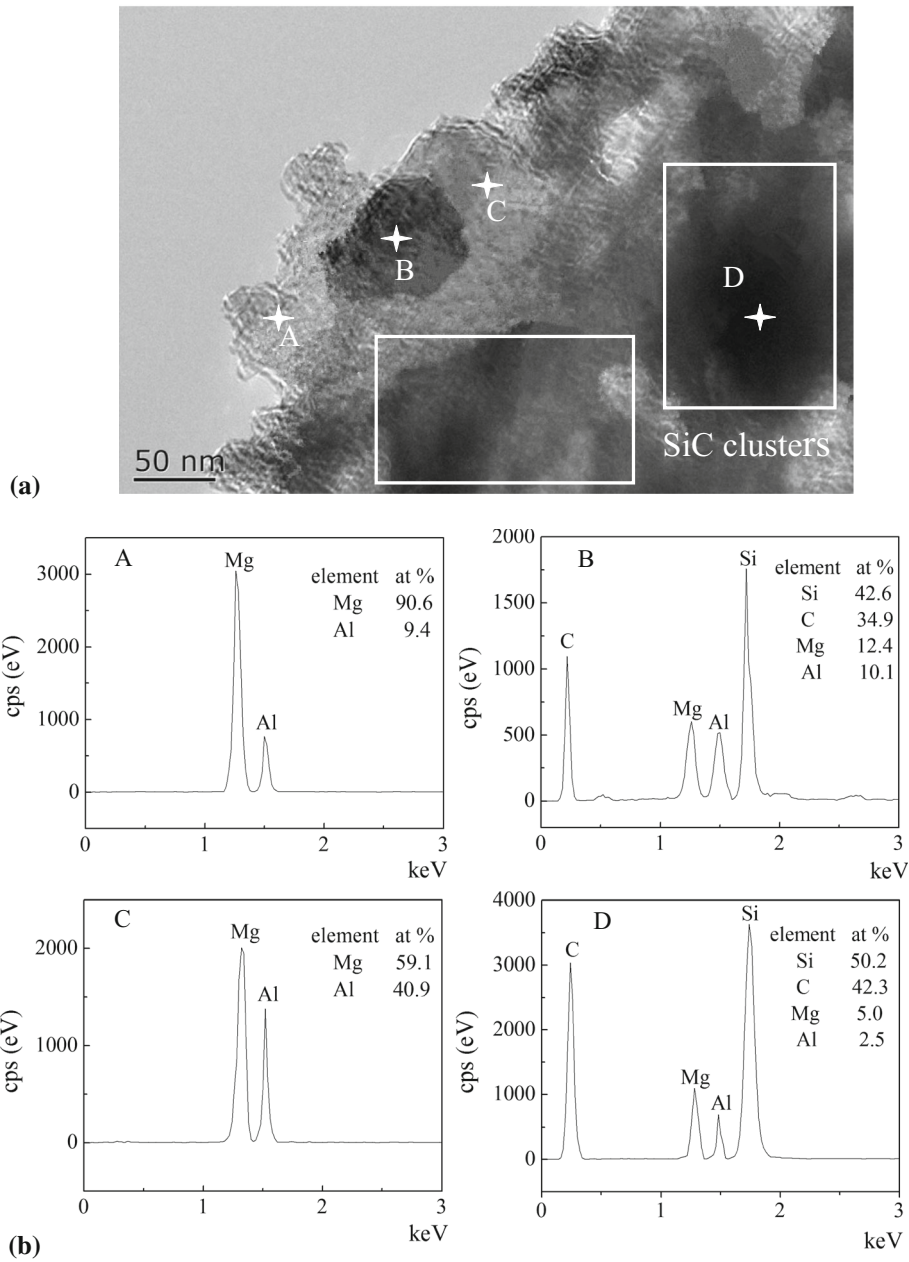 C
B
D
A
SiC clusters
50 nm
(a)
A
Mg
Al
element at %
Mg 90.6
Al 9.4
3000
2000
1000
0
cps (eV)
0 1 2 3
keV
B
C
Mg
Al
Si
element at %
Si 42.6
C 34.9
Mg 12.4
Al 10.1
2000
1500
1000
500
0
cps (eV)
0 1 2 3
keV
C
Mg
Al
element at %
Mg 59.1
Al 40.9
2000
1000
0
cps (eV)
0 1 2 3
keV
D
C
Mg
Al
Si
element at %
Si 50.2
C 42.3
Mg 5.0
Al 2.5
4000
3000
2000
1000
0
cps (eV)
0 1 2 3
keV
(b)